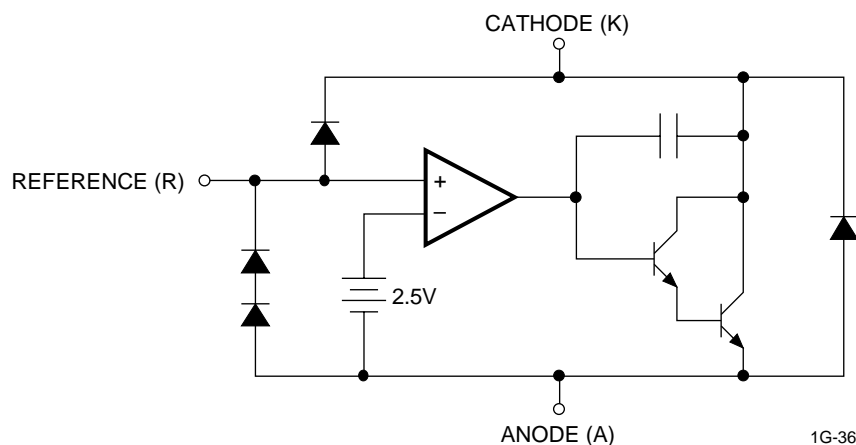 CATHODE (K)
REFERENCE (R)
+
−
2.5V
ANODE (A)
1G-36